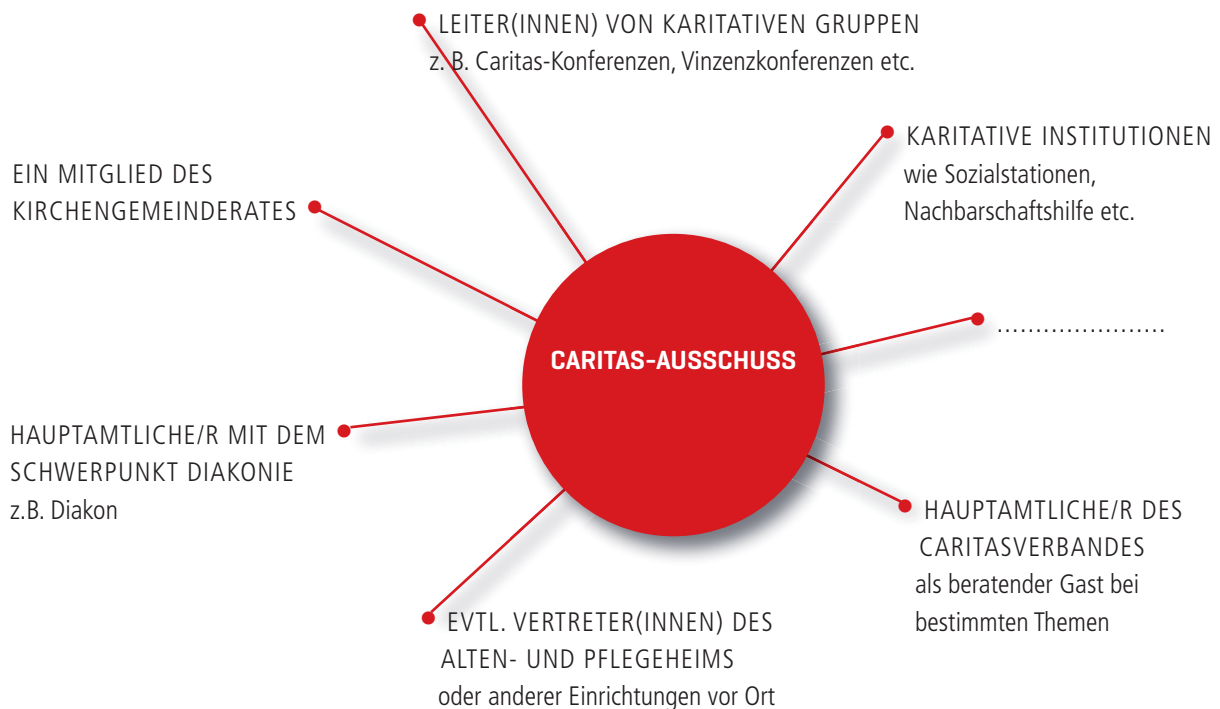 LEITER(INNEN) VON KARITATIVEN GRUPPEN
z. B. Caritas-Konferenzen, Vinzenzkonferenzen etc.
KARITATIVE INSTITUTIONEN
wie Sozialstationen,
Nachbarschaftshilfe etc.
EIN MITGLIED DES
KIRCHENGEMEINDERATES
......................
CARITAS-AUSSCHUSS
HAUPTAMTLICHE/R MIT DEM
SCHWERPUNKT DIAKONIE
z.B. Diakon
HAUPTAMTLICHE/R DES
CARITASVERBANDES
als beratender Gast bei
bestimmten Themen
EVTL. VERTRETER(INNEN) DES
ALTEN- UND PFLEGEHEIMS
oder anderer Einrichtungen vor Ort